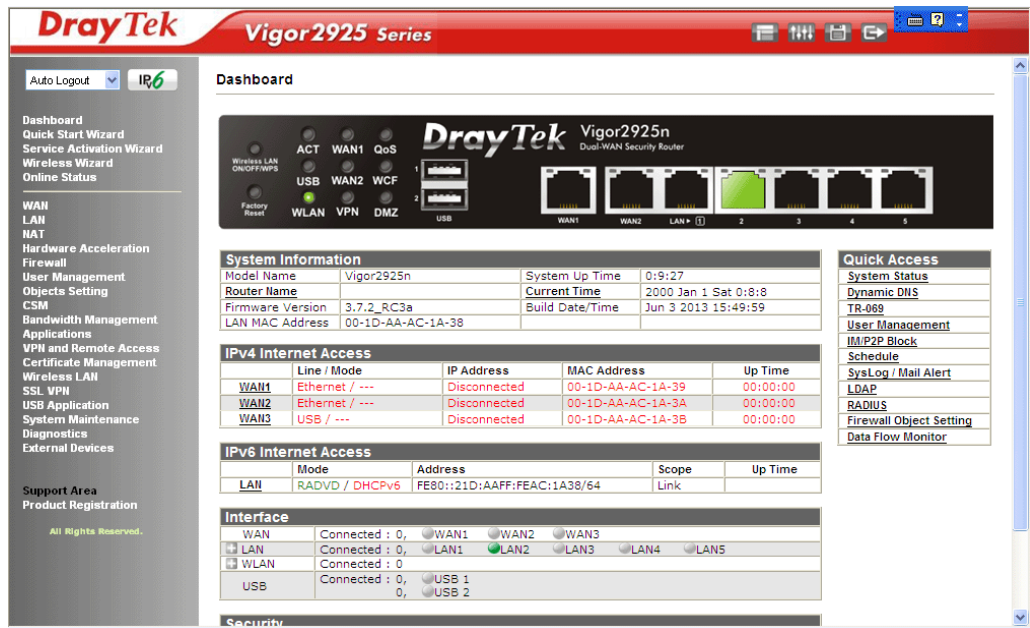 DrayTek
Vigor2925 Series
Auto Logout
IPv6
Dashboard
Quick Start Wizard
Service Activation Wizard
Wireless Wizard
Online Status
WAN
LAN
NAT
Hardware Acceleration
Firewall
User Management
Objects Setting
CSM
Bandwidth Management
Applications
VPN and Remote Access
Certificate Management
Wireless LAN
SSL VPN
USB Application
System Maintenance
Diagnostics
External Devices
Support Area
Product Registration
All Rights Reserved.
Dashboard
DrayTek Vigor2925n
Dual-WAN Security Router
Wireless LAN
ON/OFF/WPS
Factory
Reset
ACT WAN1 QoS
USB WAN2 WCF
WLAN VPN DMZ
1
2
USB
WAN1 WAN2 LAN▶ 1 2 3 4 5
System Information
Model Name Vigor2925n System Up Time 0:9:27
Router Name Current Time 2000 Jan 1 Sat 0:8:8
Firmware Version 3.7.2_RC3a Build Date/Time Jun 3 2013 15:49:59
LAN MAC Address 00-1D-AA-AC-1A-38
IPv4 Internet Access
Line / Mode IP Address MAC Address Up Time
WAN1 Ethernet / --- Disconnected 00-1D-AA-AC-1A-39 00:00:00
WAN2 Ethernet / --- Disconnected 00-1D-AA-AC-1A-3A 00:00:00
WAN3 USB / --- Disconnected 00-1D-AA-AC-1A-3B 00:00:00
IPv6 Internet Access
Mode Address Scope Up Time
LAN RADVD / DHCPv6 FE80::21D:AAFF:FEAC:1A38/64 Link
Interface
WAN Connected : 0, WAN1 WAN2 WAN3
LAN Connected : 0, LAN1 LAN2 LAN3 LAN4 LAN5
WLAN Connected : 0
USB Connected : 0, USB 1
0, USB 2
Security
Quick Access
System Status
Dynamic DNS
TR-069
User Management
IM/P2P Block
Schedule
SysLog / Mail Alert
LDAP
RADIUS
Firewall Object Setting
Data Flow Monitor